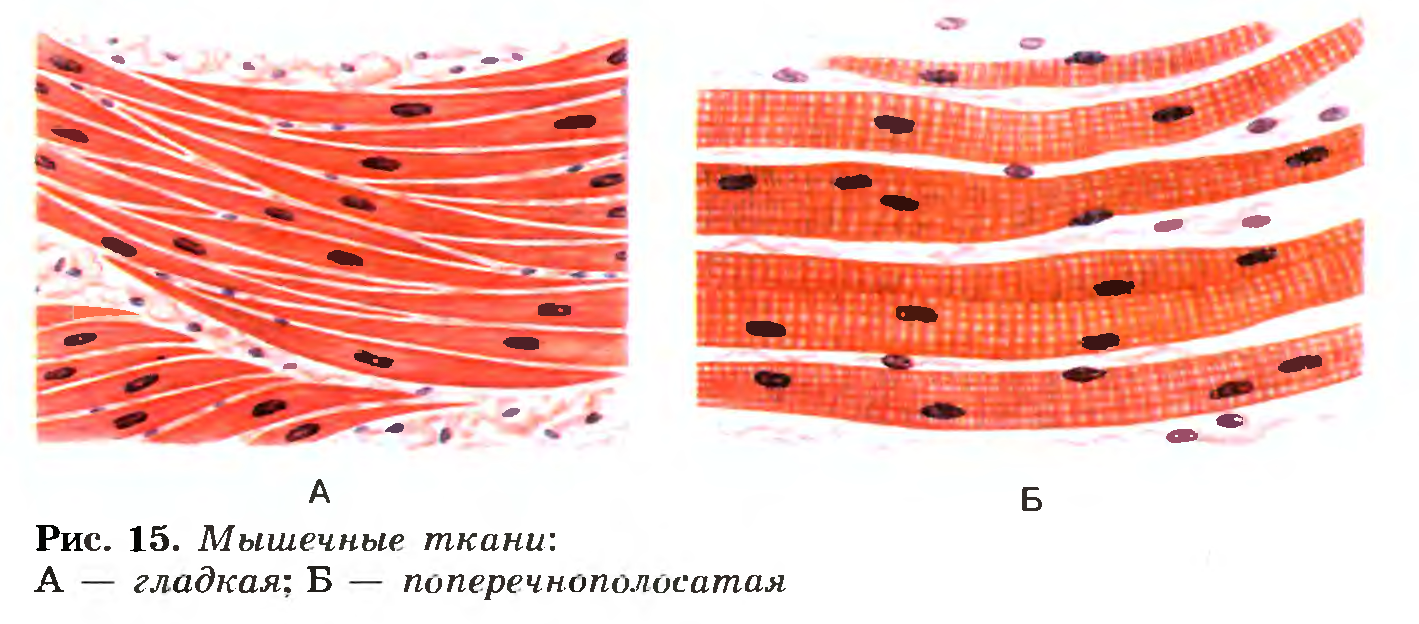 А
Б
Рис. 15. Мышечные ткани:
А — гладкая; Б — поперечнополосатая